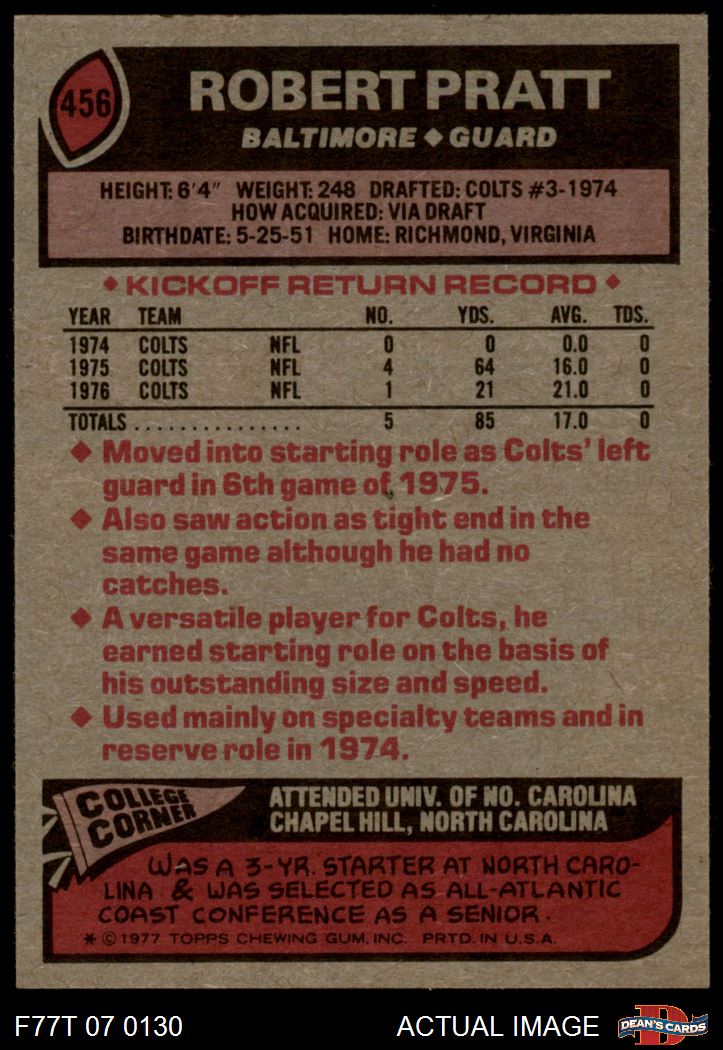 456
ROBERT PRATT
BALTIMORE ◆ GUARD
HEIGHT: 6'4" WEIGHT: 248 DRAFTED: COLTS #3-1974
HOW ACQUIRED: VIA DRAFT
BIRTHDATE: 5-25-51 HOME: RICHMOND, VIRGINIA
◆ KICKOFF RETURN RECORD ◆
YEAR TEAM NO. YDS. AVG. TDS.
1974 COLTS NFL 0 0 0.0 0
1975 COLTS NFL 4 64 16.0 0
1976 COLTS NFL 1 21 21.0 0
TOTALS ............... 5 85 17.0 0
◆ Moved into starting role as Colts' left
guard in 6th game of 1975.
◆ Also saw action as tight end in the
same game although he had no
catches.
◆ A versatile player for Colts, he
earned starting role on the basis of
his outstanding size and speed.
◆ Used mainly on specialty teams and in
reserve role in 1974.
COLLEGE
CORNER
ATTENDED UNIV. OF NO. CAROLINA
CHAPEL HILL, NORTH CAROLINA
WAS A 3-YR. STARTER AT NORTH CARO-
LINA & WAS SELECTED AS ALL-ATLANTIC
COAST CONFERENCE AS A SENIOR.
* © 1977 TOPPS CHEWING GUM, INC. PRTD. IN U.S.A.
F77T 07 0130
ACTUAL IMAGE
D
DEAN'S CARDS